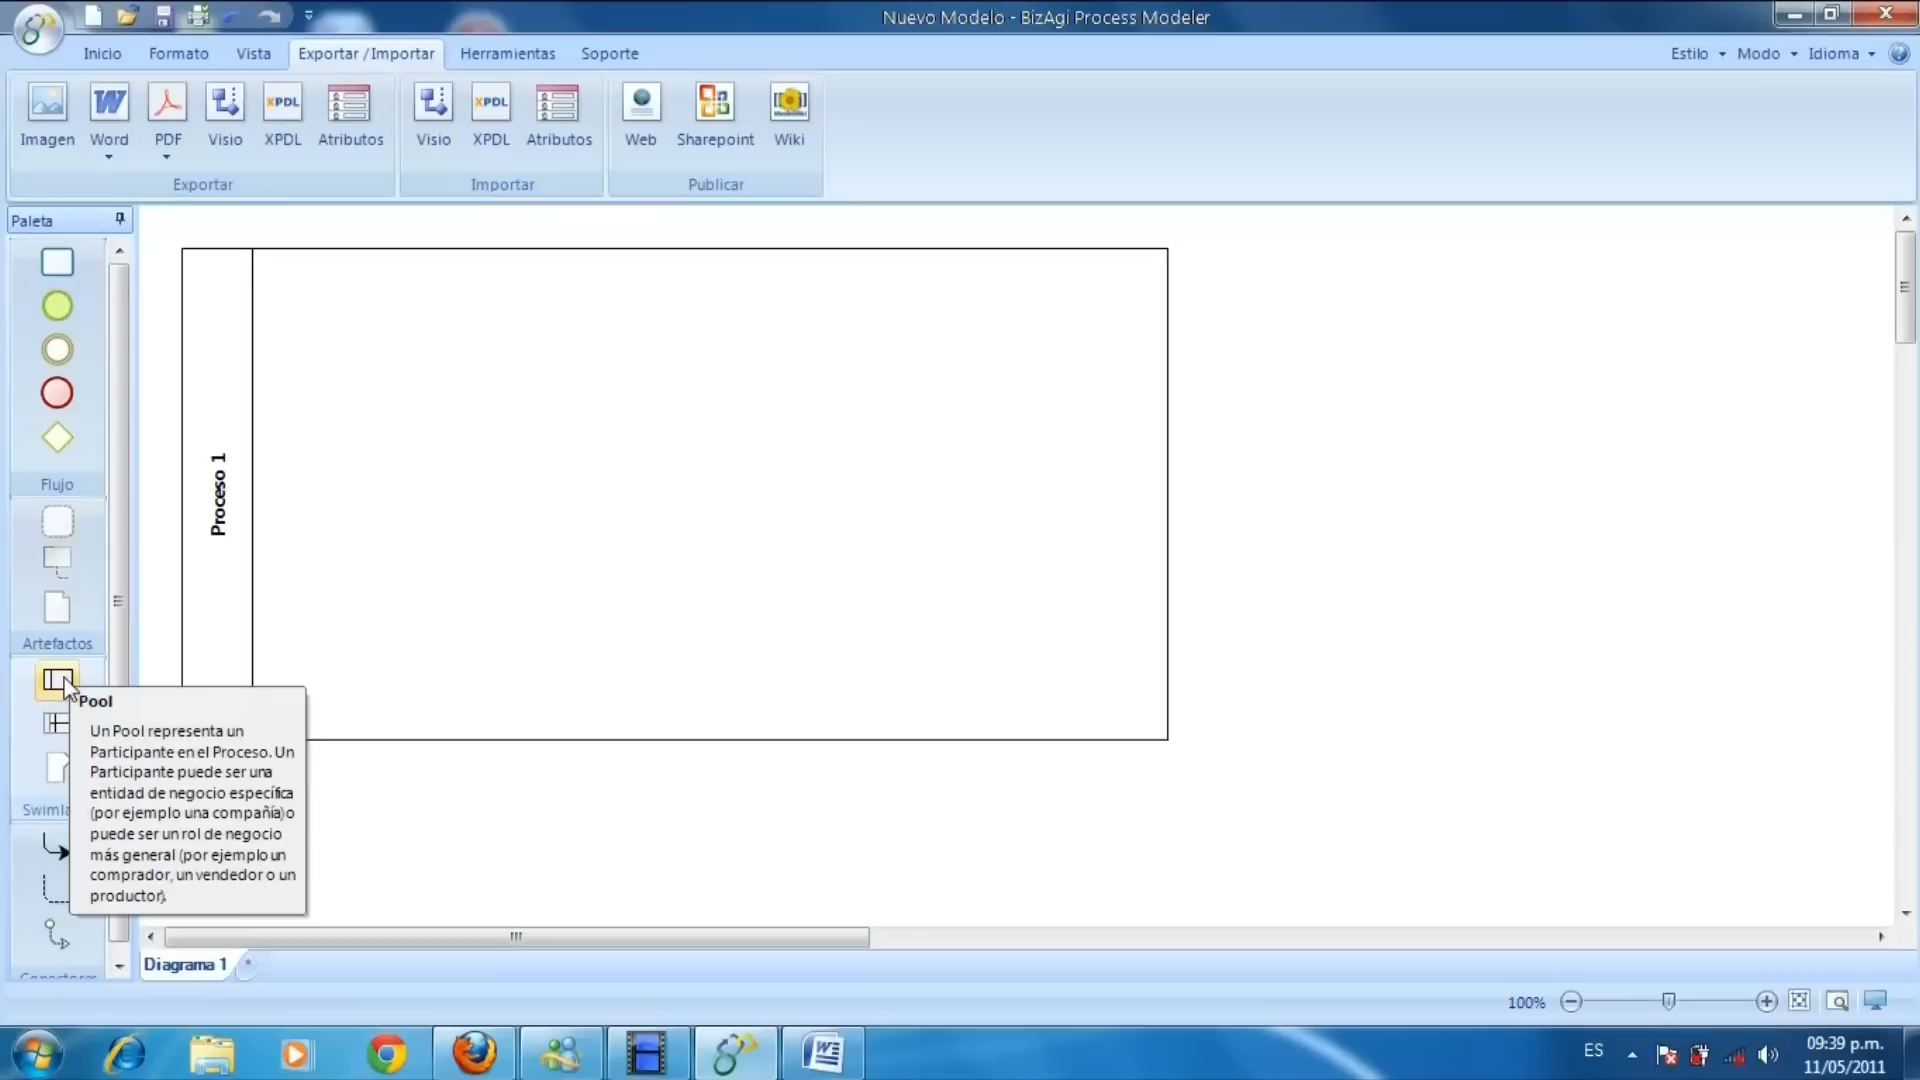 Nuevo Modelo - BizAgi Process Modeler
Inicio Formato Vista Exportar / Importar Herramientas Soporte Estilo Modo Idioma
XPDL XPDL
Imagen Word PDF Visio XPDL Atributos Visio XPDL Atributos Web Sharepoint Wiki
Exportar Importar Publicar
Paleta
Flujo
Proceso 1
Artefactos
Pool
Un Pool representa un
Participante en el Proceso. Un
Participante puede ser una
entidad de negocio específica
(por ejemplo una compañía) o
puede ser un rol de negocio
más general (por ejemplo un
comprador, un vendedor o un
productor).
Swimla
Diagrama 1
100%
ES
09:39 p.m.
11/05/2011